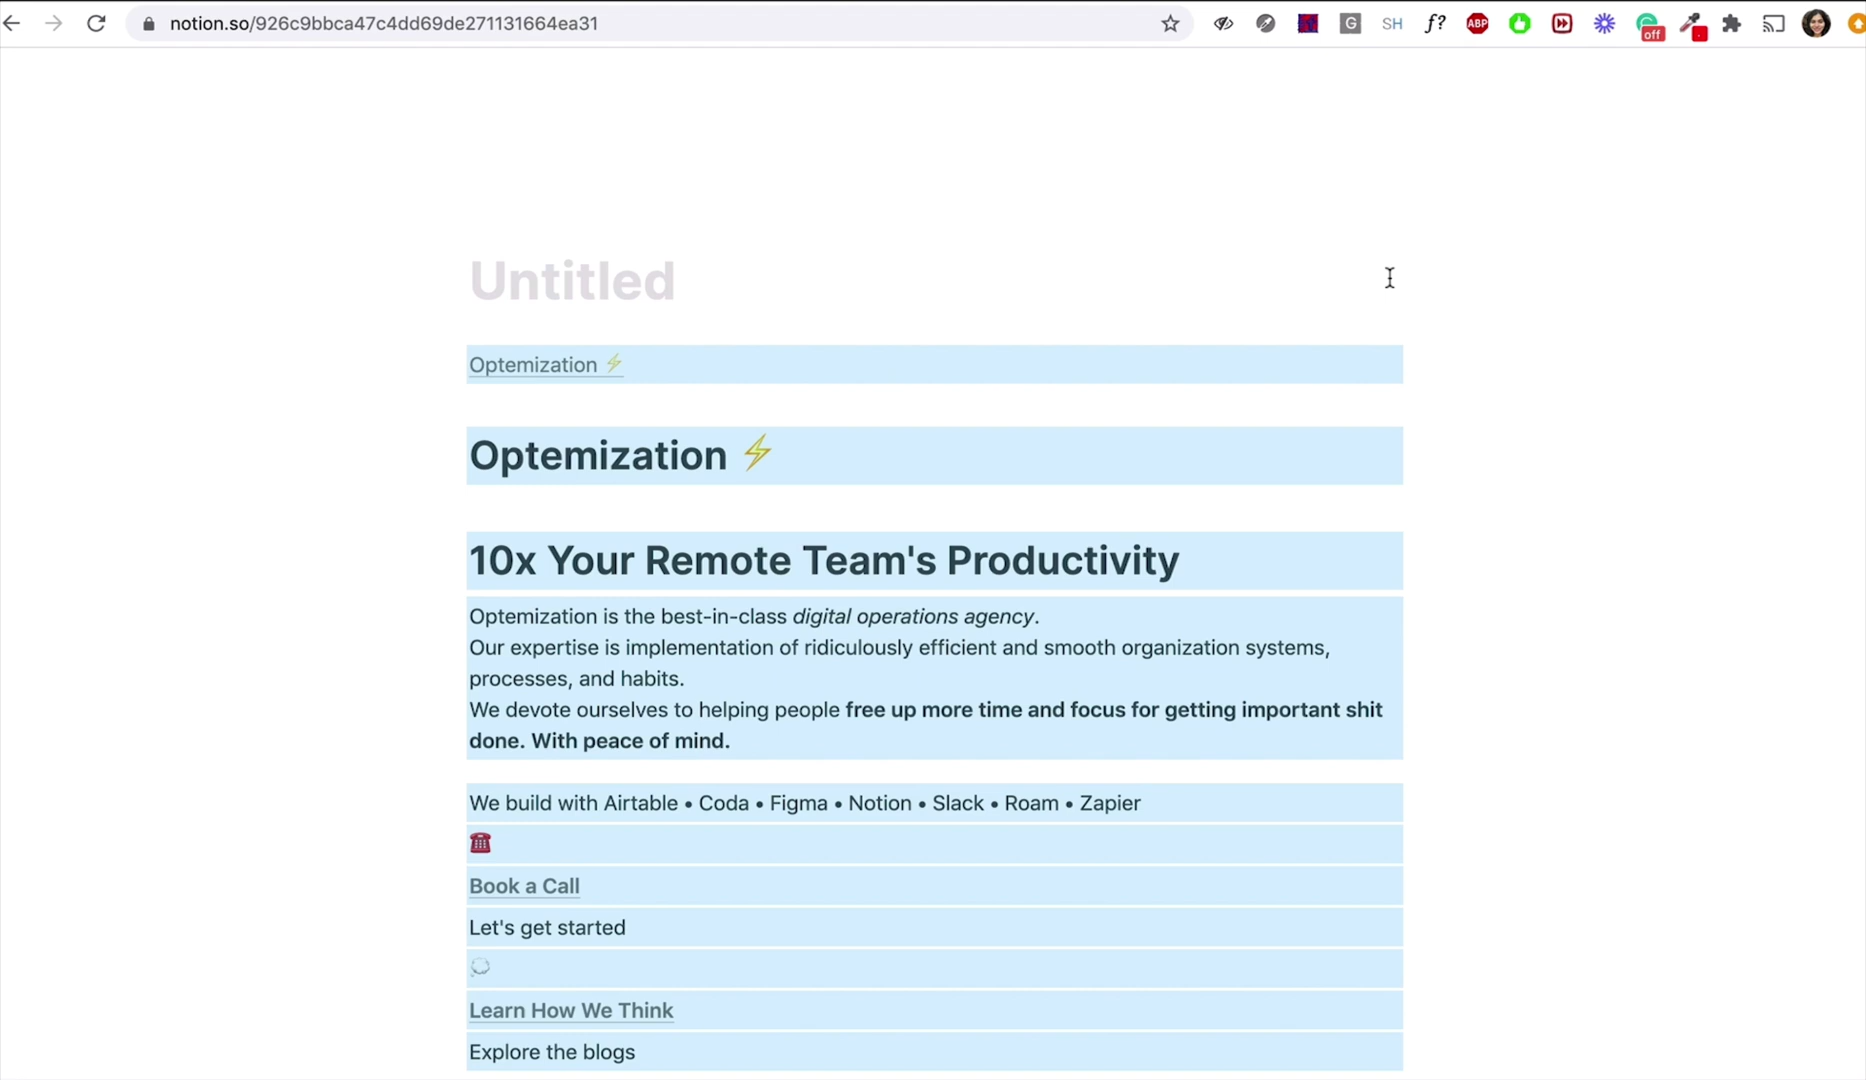 notion.so/926c9bbca47c4dd69de271131664ea31
G
SH
f?
ABP
off
Untitled
Optemization ⚡
Optemization ⚡
10x Your Remote Team's Productivity
Optemization is the best-in-class digital operations agency.
Our expertise is implementation of ridiculously efficient and smooth organization systems,
processes, and habits.
We devote ourselves to helping people free up more time and focus for getting important shit
done. With peace of mind.
We build with Airtable • Coda • Figma • Notion • Slack • Roam • Zapier
☎️
Book a Call
Let's get started
💭
Learn How We Think
Explore the blogs